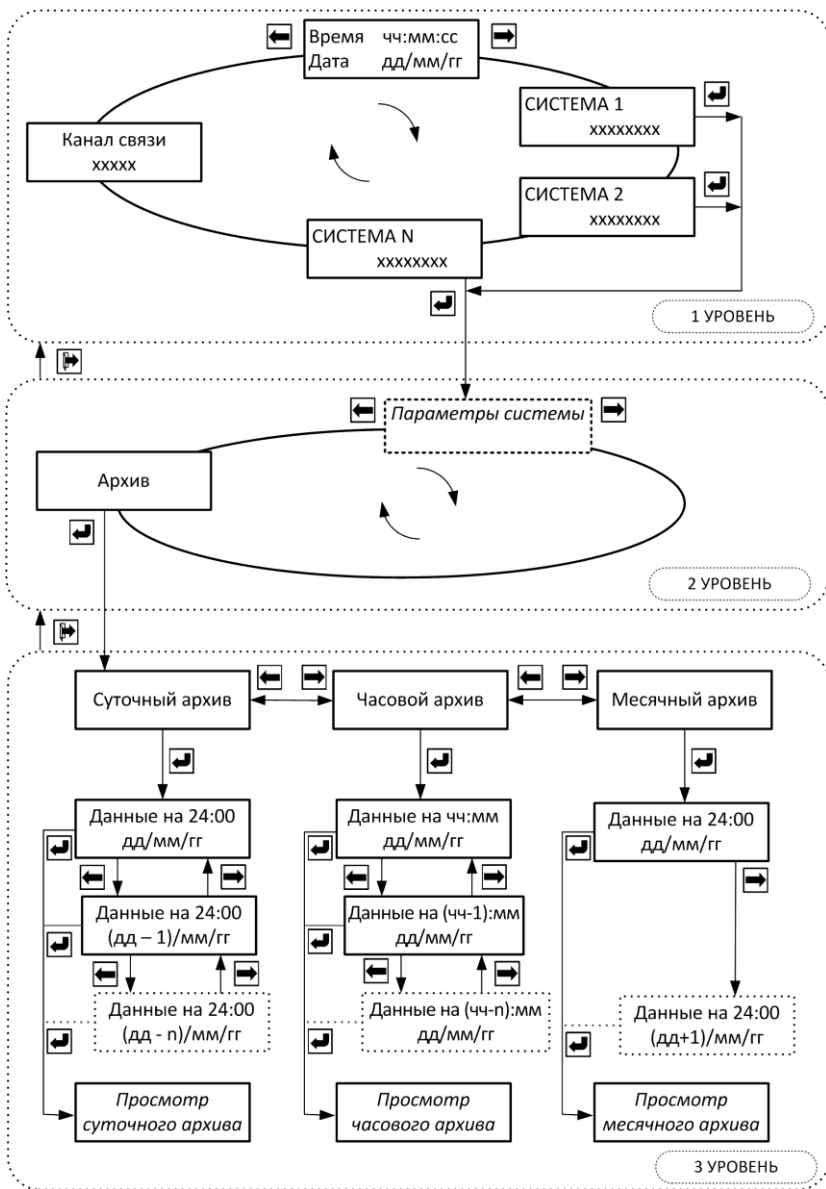 Время чч:мм:сс
Дата дд/мм/гг
СИСТЕМА 1
xxxxxxxx
Канал связи
xxxxx
СИСТЕМА 2
xxxxxxxx
СИСТЕМА N
xxxxxxxx
1 УРОВЕНЬ
Параметры системы
Архив
2 УРОВЕНЬ
Суточный архив
Часовой архив
Месячный архив
Данные на 24:00
дд/мм/гг
Данные на чч:мм
дд/мм/гг
Данные на 24:00
дд/мм/гг
Данные на 24:00
(дд – 1)/мм/гг
Данные на (чч-1):мм
дд/мм/гг
Данные на 24:00
(дд - n)/мм/гг
Данные на (чч-n):мм
дд/мм/гг
Данные на 24:00
(дд+1)/мм/гг
Просмотр
суточного архива
Просмотр
часового архива
Просмотр
месячного архива
3 УРОВЕНЬ